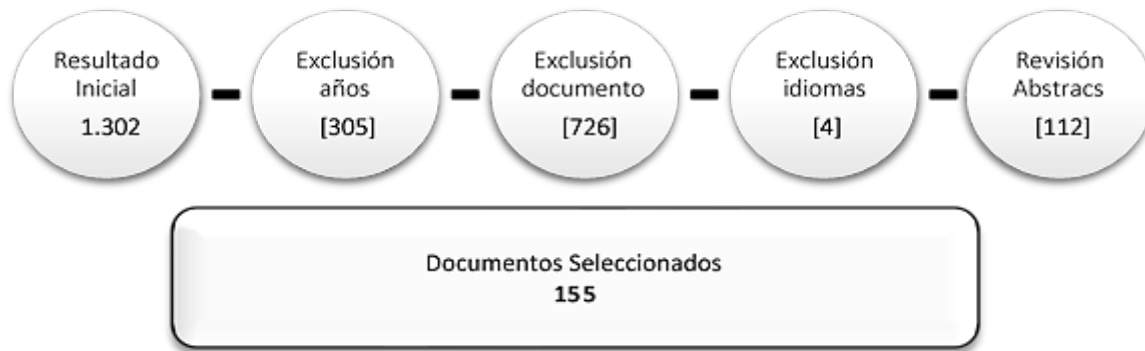 Resultado
Inicial
1.302
Exclusión
años
[305]
Exclusión
documento
[726]
Exclusión
idiomas
[4]
Revisión
Abstracs
[112]
Documentos Seleccionados
155